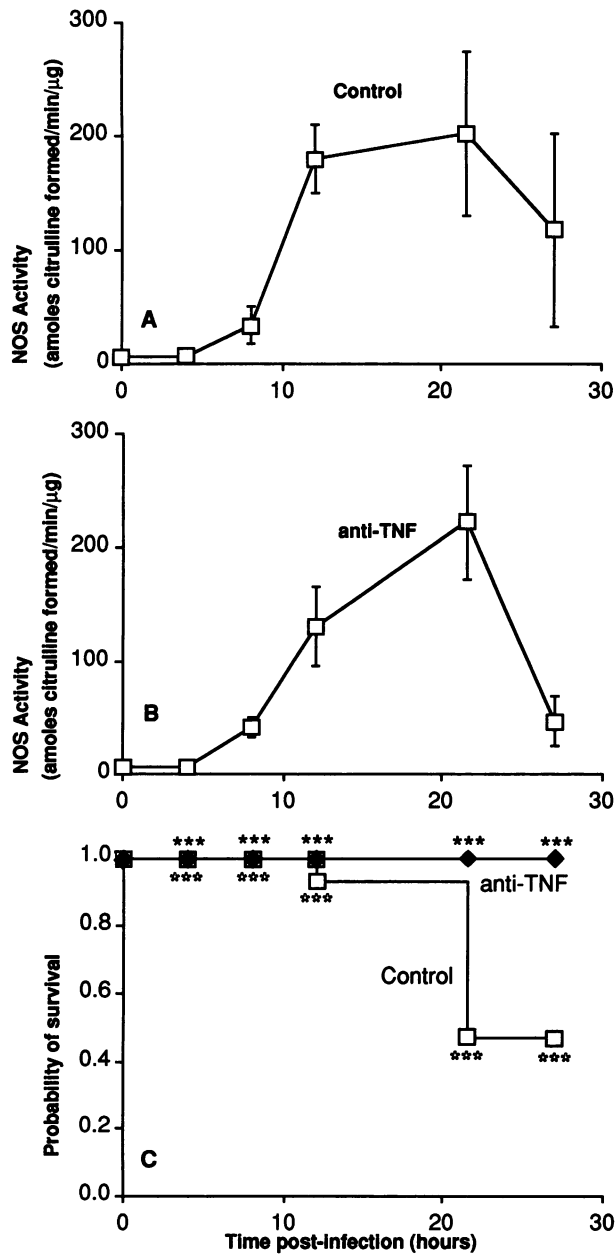 300
Control
200
NOS Activity
(amoles citrulline formed/min/μg)
100
A
0
0 10 20 30
300
anti-TNF
200
NOS Activity
(amoles citrulline formed/min/μg)
100
B
0
0 10 20 30
*** *** *** *** ***
1.0
*** *** *** anti-TNF
0.8
Control
0.6
Probability of survival
*** ***
0.4
0.2
C
0.0
0 10 20 30
Time post-infection (hours)